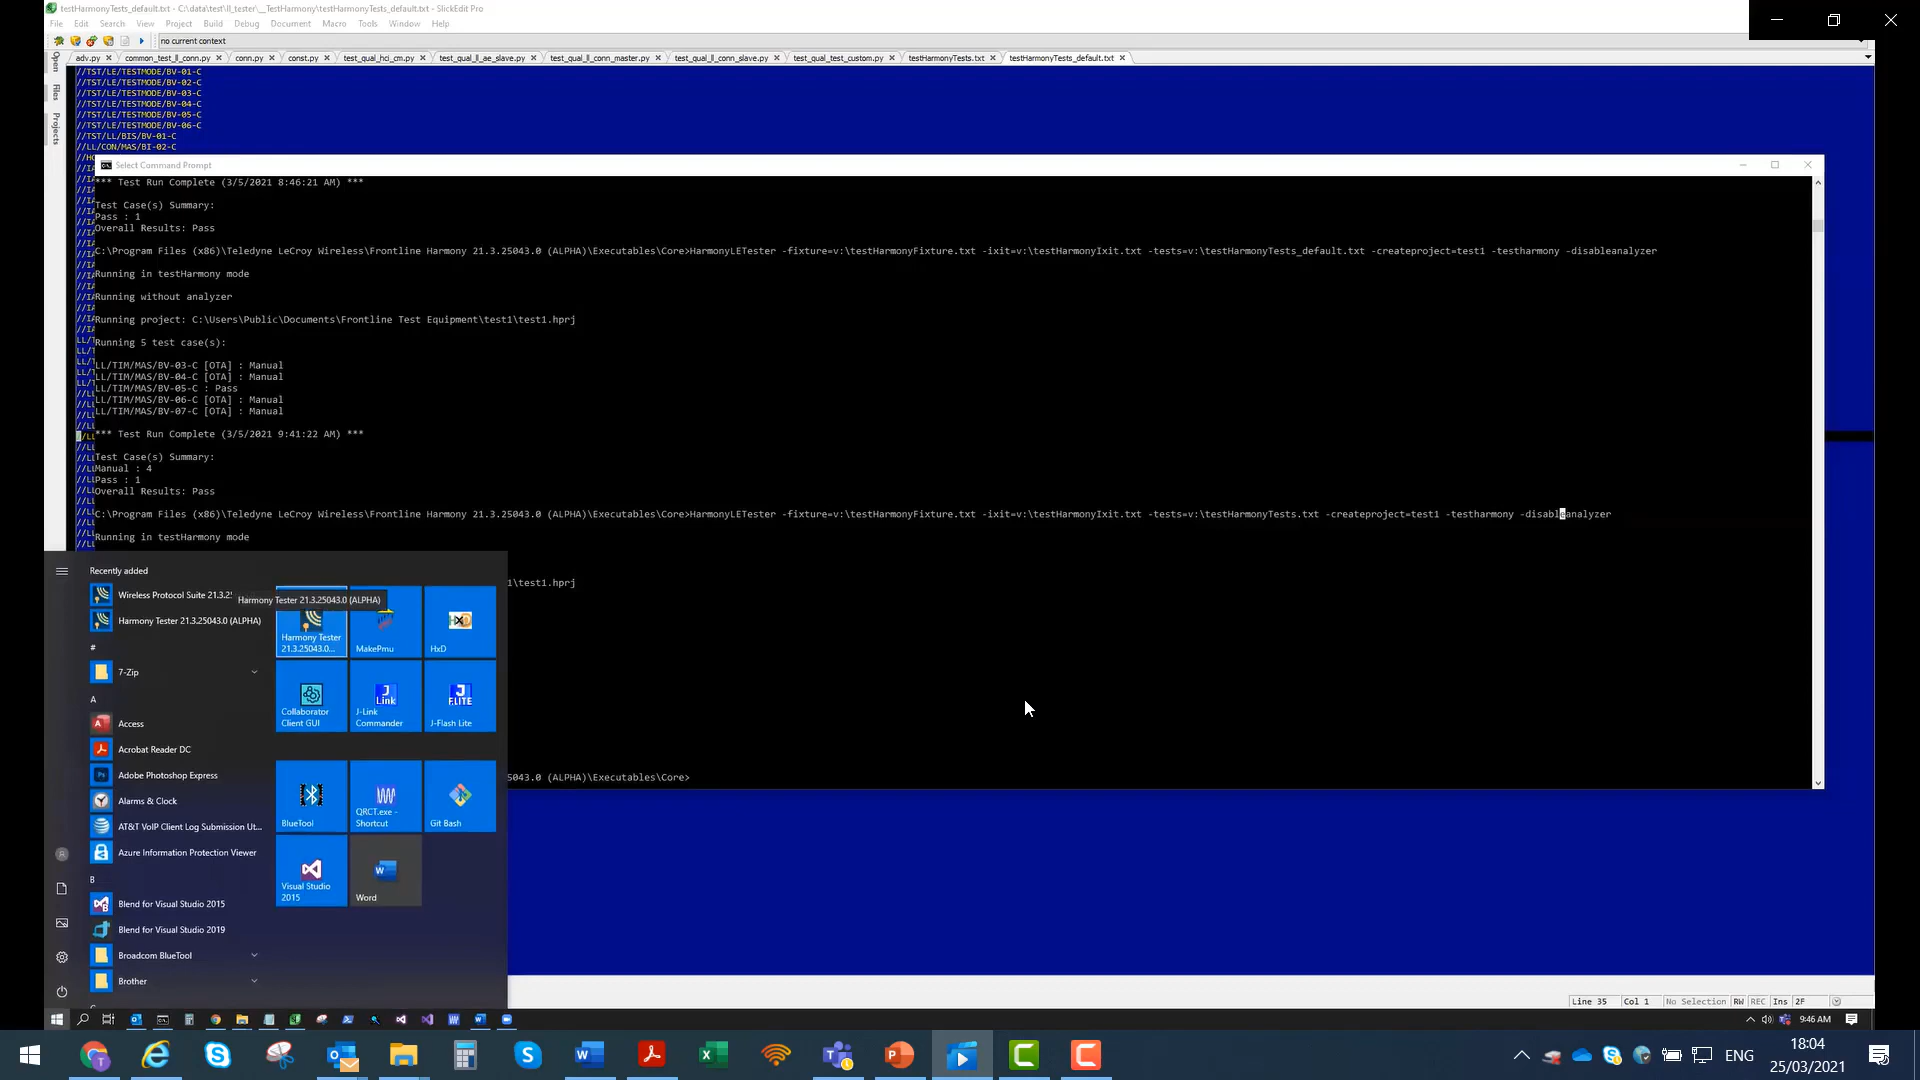 testHarmonyTests_default.txt - C:\data\test\ll_tester\_TestHarmony\testHarmonyTests_default.txt - SlickEdit Pro
File Edit Search View Project Build Debug Document Macro Tools Window Help
no current context
adv.py common_test_ll_conn.py conn.py const.py test_qual_hci_cm.py test_qual_ll_ae_slave.py test_qual_ll_conn_master.py test_qual_ll_conn_slave.py test_qual_test_custom.py testHarmonyTests.txt testHarmonyTests_default.txt
Open
Files
Projects
//TST/LE/TESTMODE/BV-01-C
//TST/LE/TESTMODE/BV-02-C
//TST/LE/TESTMODE/BV-03-C
//TST/LE/TESTMODE/BV-04-C
//TST/LE/TESTMODE/BV-05-C
//TST/LE/TESTMODE/BV-06-C
//TST/LL/BIS/BV-01-C
//LL/CON/MAS/BI-02-C
Select Command Prompt
*** Test Run Complete (3/5/2021 8:46:21 AM) ***
Test Case(s) Summary:
Pass : 1
Overall Results: Pass
C:\Program Files (x86)\Teledyne LeCroy Wireless\Frontline Harmony 21.3.25043.0 (ALPHA)\Executables\Core>HarmonyLETester -fixture=v:\testHarmonyFixture.txt -ixit=v:\testHarmonyIxit.txt -tests=v:\testHarmonyTests_default.txt -createproject=test1 -testharmony -disableanalyzer
Running in testHarmony mode
Running without analyzer
Running project: C:\Users\Public\Documents\Frontline Test Equipment\test1\test1.hprj
Running 5 test case(s):
LL/TIM/MAS/BV-03-C [OTA] : Manual
LL/TIM/MAS/BV-04-C [OTA] : Manual
LL/TIM/MAS/BV-05-C : Pass
LL/TIM/MAS/BV-06-C [OTA] : Manual
LL/TIM/MAS/BV-07-C [OTA] : Manual
*** Test Run Complete (3/5/2021 9:41:22 AM) ***
Test Case(s) Summary:
Manual : 4
Pass : 1
Overall Results: Pass
C:\Program Files (x86)\Teledyne LeCroy Wireless\Frontline Harmony 21.3.25043.0 (ALPHA)\Executables\Core>HarmonyLETester -fixture=v:\testHarmonyFixture.txt -ixit=v:\testHarmonyIxit.txt -tests=v:\testHarmonyTests.txt -createproject=test1 -testharmony -disableanalyzer
Running in testHarmony mode
1\test1.hprj
5043.0 (ALPHA)\Executables\Core>
Recently added
Wireless Protocol Suite 21.3.2
Harmony Tester 21.3.25043.0 (ALPHA)
Harmony Tester 21.3.25043.0 (ALPHA)
#
7-Zip
A
Access
Acrobat Reader DC
Adobe Photoshop Express
Alarms & Clock
AT&T VoIP Client Log Submission Ut...
Azure Information Protection Viewer
B
Blend for Visual Studio 2015
Blend for Visual Studio 2019
Broadcom BlueTool
Brother
Harmony Tester 21.3.25043.0...
MakePmu
HxD
Collaborator Client GUI
J-Link Commander
J-Flash Lite
BlueTool
QRCT.exe - Shortcut
Git Bash
Visual Studio 2015
Word
Line 35 Col 1 No Selection RW REC Ins 2F
9:46 AM
ENG
18:04
25/03/2021